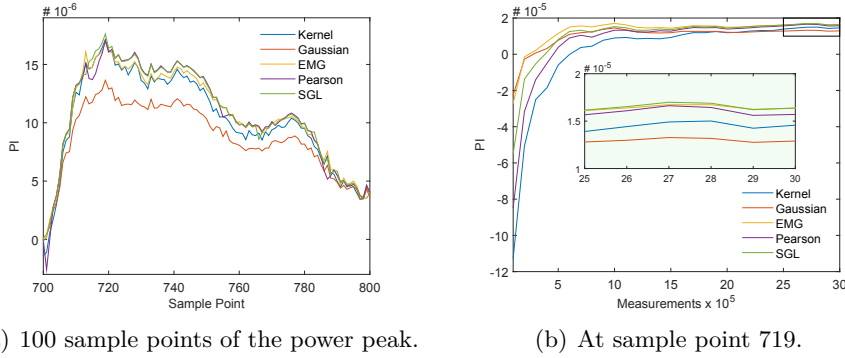 # 10^-6
15
10
5
0
PI
700
720
740
760
780
800
Sample Point
Kernel
Gaussian
EMG
Pearson
SGL
) 100 sample points of the power peak.
# 10^-5
2
0
-2
-4
-6
-8
-10
-12
PI
5
10
15
20
25
30
Measurements x 10^5
# 10^-5
2
1.5
1
25
26
27
28
29
30
Kernel
Gaussian
EMG
Pearson
SGL
(b) At sample point 719.